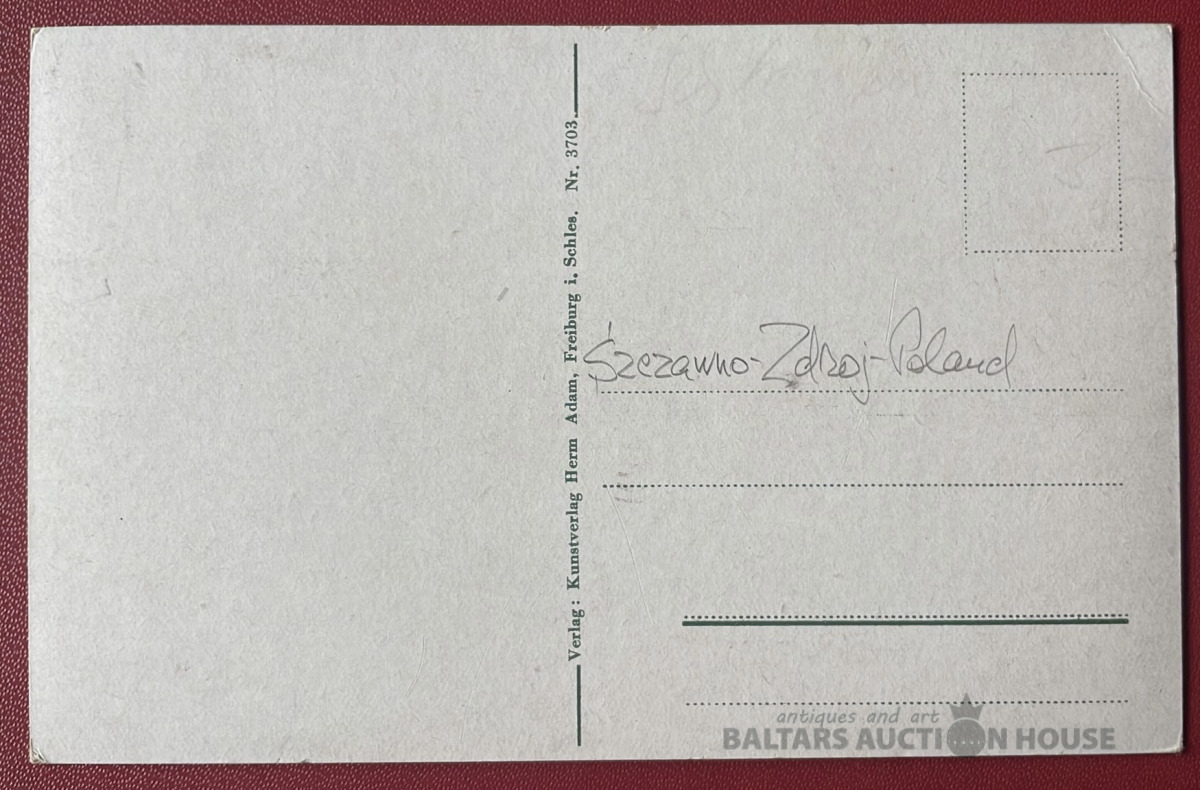 Verlag: Kunstverlag Herm Adam, Freiburg i. Schles. Nr. 3703.
Szczawno-Zdroj-Poland
antiques and art
BALTARS AUCTION HOUSE